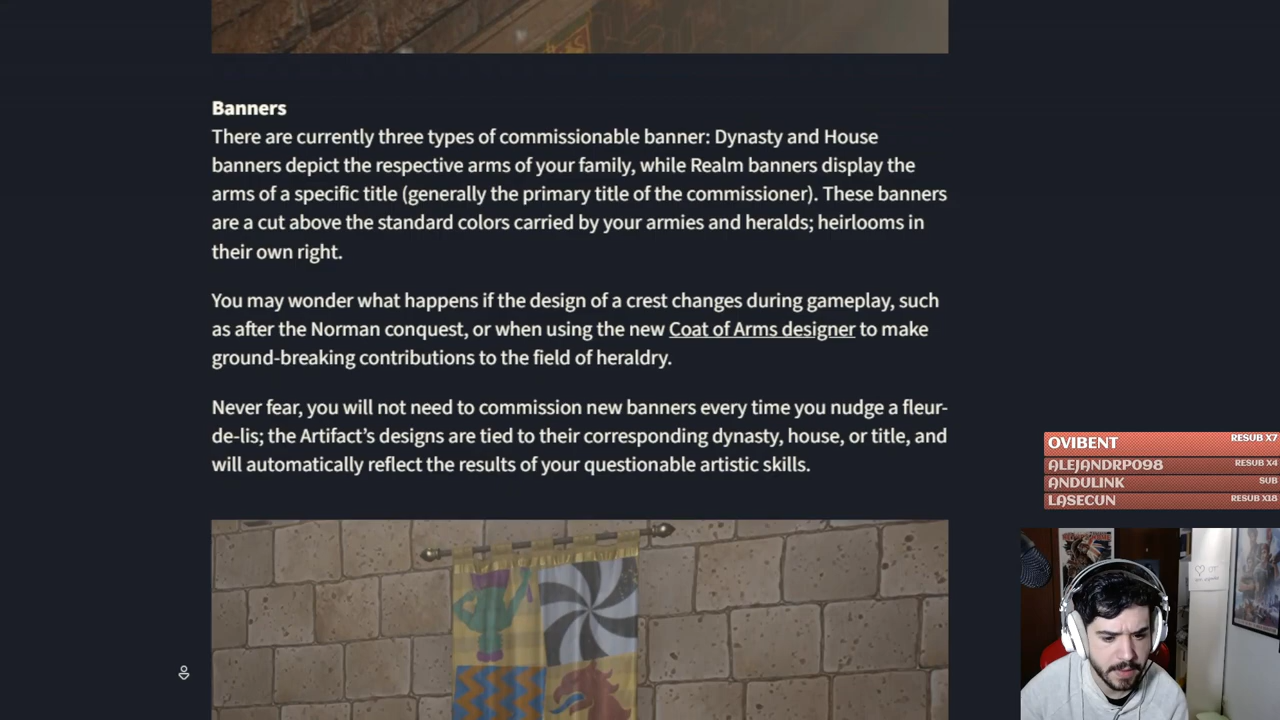 Banners
There are currently three types of commissionable banner: Dynasty and House
banners depict the respective arms of your family, while Realm banners display the
arms of a specific title (generally the primary title of the commissioner). These banners
are a cut above the standard colors carried by your armies and heralds; heirlooms in
their own right.
You may wonder what happens if the design of a crest changes during gameplay, such
as after the Norman conquest, or when using the new Coat of Arms designer to make
ground-breaking contributions to the field of heraldry.
Never fear, you will not need to commission new banners every time you nudge a fleur-
de-lis; the Artifact’s designs are tied to their corresponding dynasty, house, or title, and
will automatically reflect the results of your questionable artistic skills.
OVIBENT RESUB X7
ALEJANDRP098 RESUB X4
ANDULINK SUB
LASECUN RESUB X18